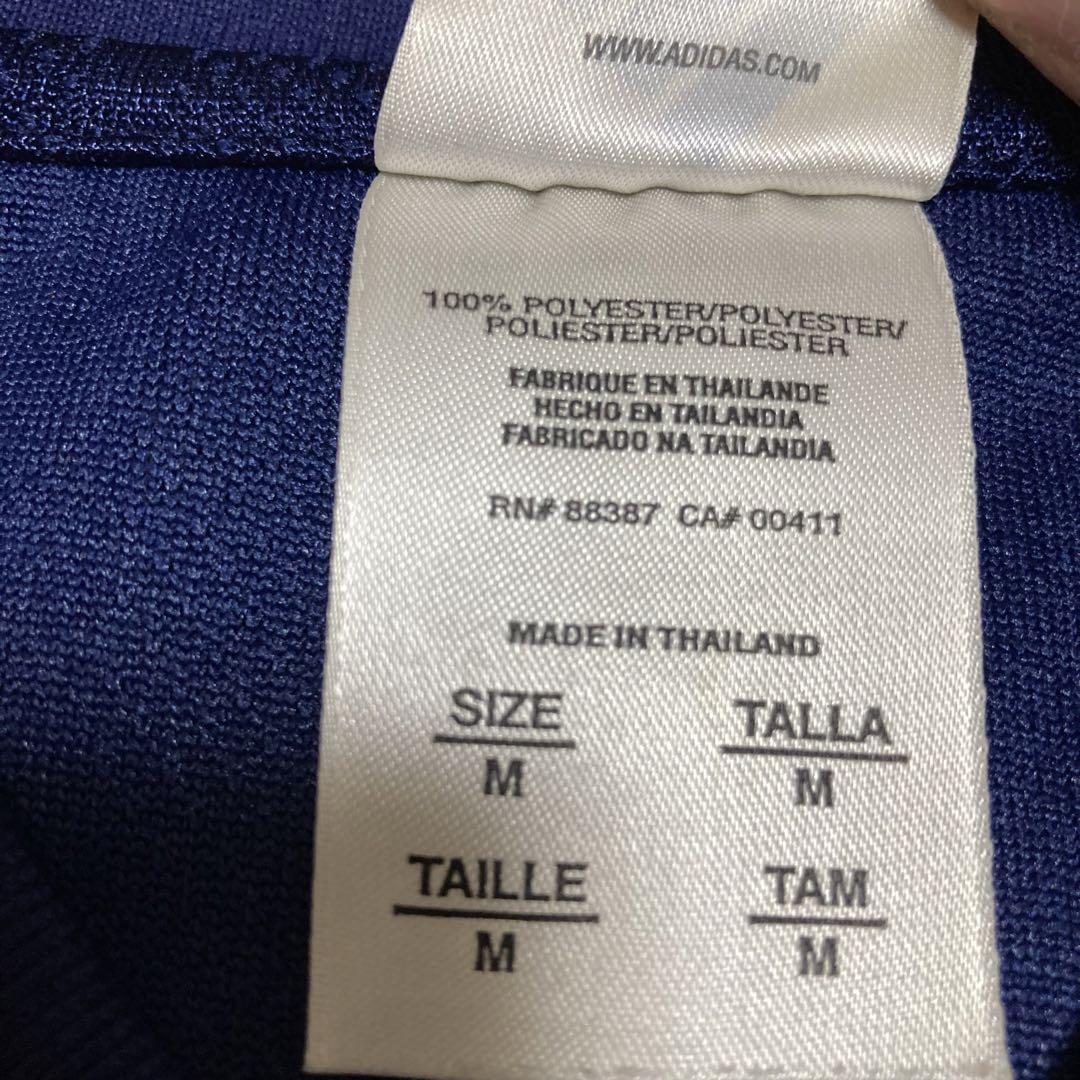 WWW.ADIDAS.COM
100% POLYESTER/POLYESTER/
POLIESTER/POLIESTER
FABRIQUE EN THAILANDE
HECHO EN TAILANDIA
FABRICADO NA TAILANDIA
RN# 88387 CA# 00411
MADE IN THAILAND
SIZE TALLA
M M
TAILLE TAM
M M